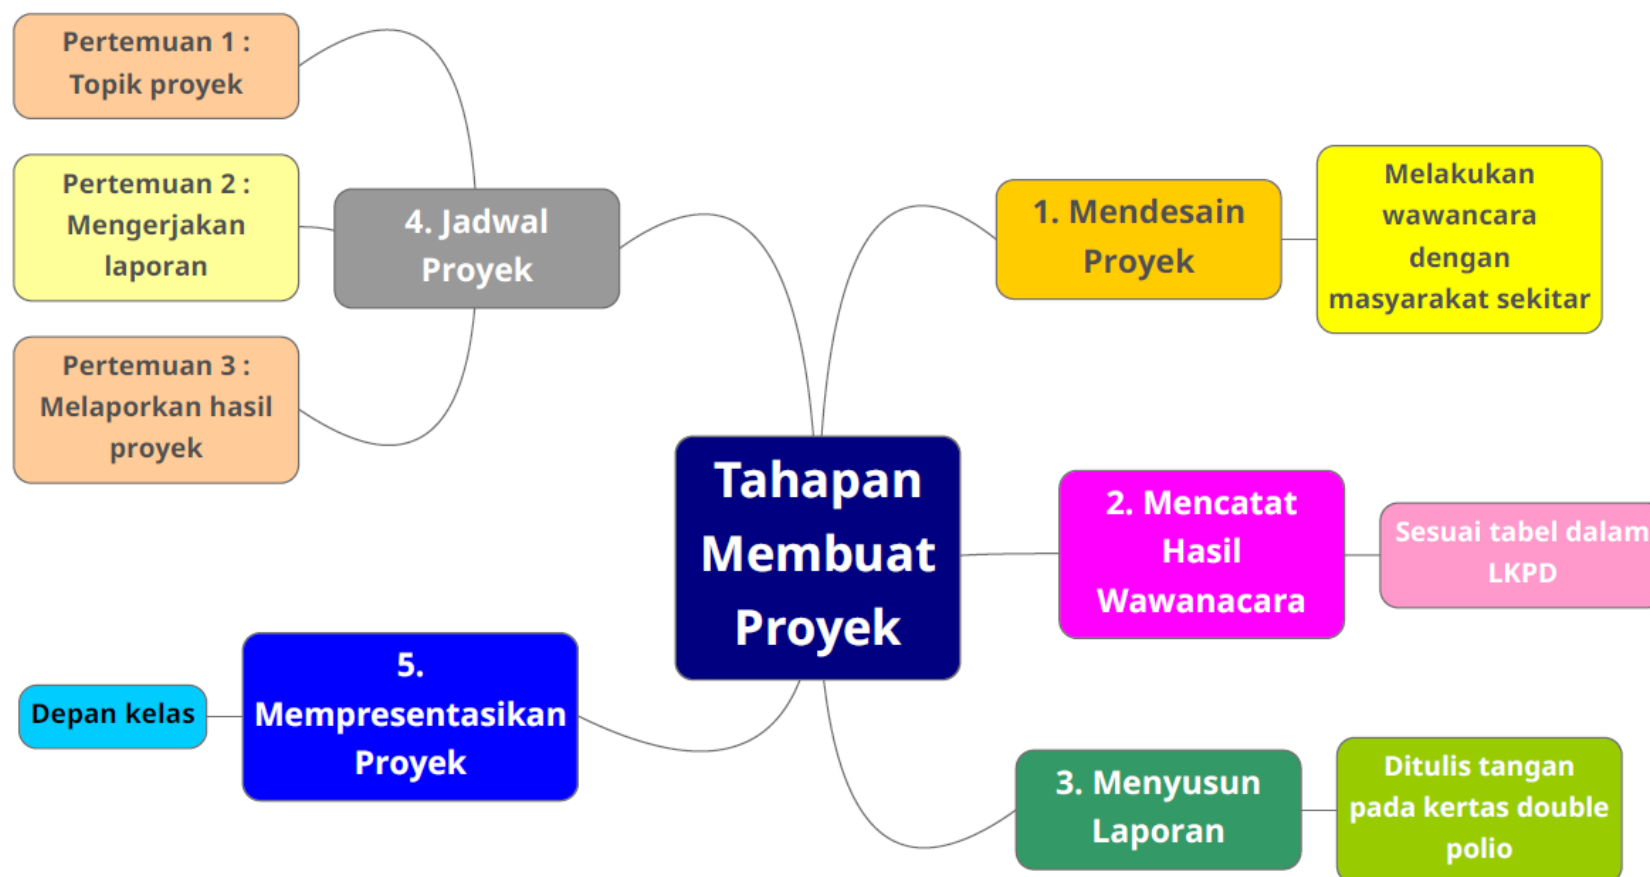 Tahapan
Membuat
Proyek
1. Mendesain
Proyek
Melakukan
wawancara
dengan
masyarakat sekitar
2. Mencatat
Hasil
Wawanacara
Sesuai tabel dalam
LKPD
3. Menyusun
Laporan
Ditulis tangan
pada kertas double
polio
4. Jadwal
Proyek
Pertemuan 1 :
Topik proyek
Pertemuan 2 :
Mengerjakan
laporan
Pertemuan 3 :
Melaporkan hasil
proyek
5.
Mempresentasikan
Proyek
Depan kelas